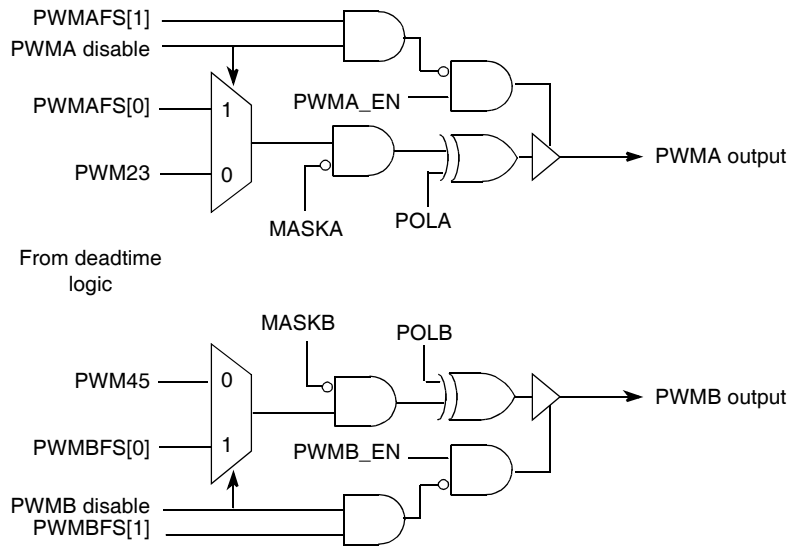 PWMAFS[1]
PWMA disable
PWMAFS[0]
1
PWMA_EN
PWM23
0
MASKA
POLA
PWMA output
From deadtime
logic
MASKB
POLB
PWM45
0
PWMB output
PWMBFS[0]
1
PWMB_EN
PWMB disable
PWMBFS[1]